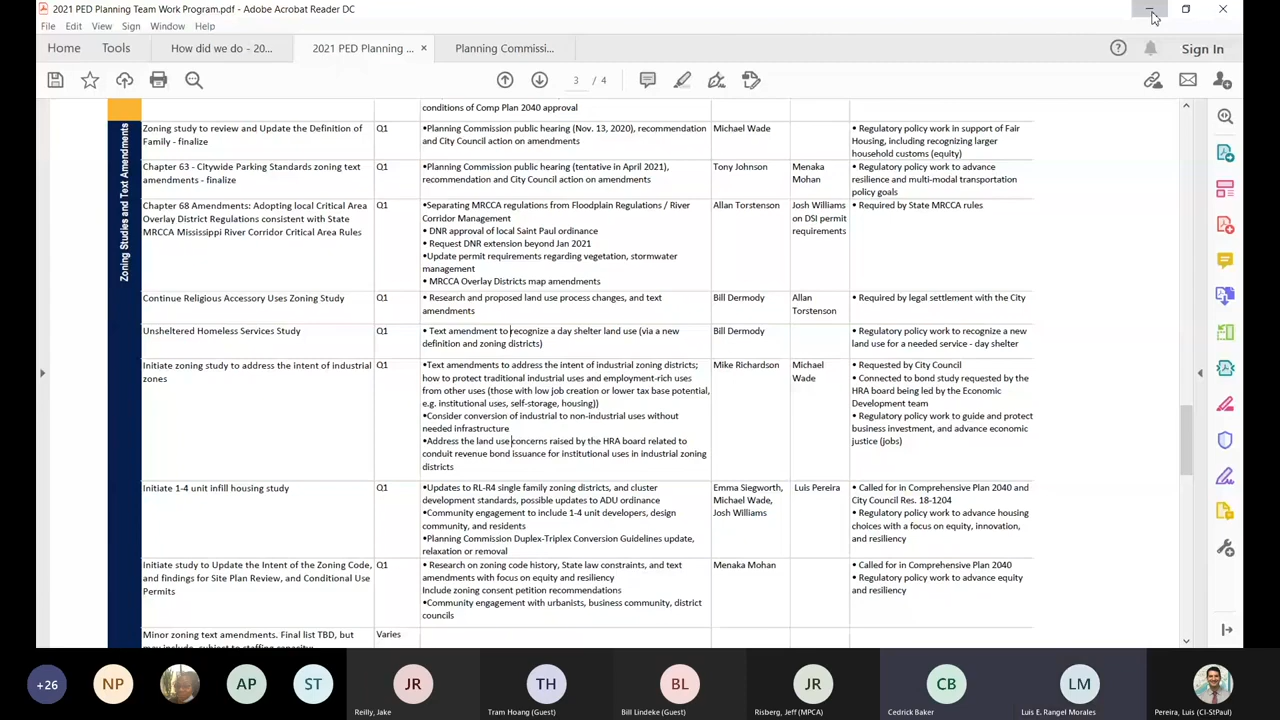 2021 PED Planning Team Work Program.pdf - Adobe Acrobat Reader DC
File Edit View Sign Window Help
Home Tools How did we do - 20... 2021 PED Planning ... × Planning Commissi... Sign In
3 / 4
conditions of Comp Plan 2040 approval
Zoning Studies and Text Amendments
Zoning study to review and Update the Definition of
Family - finalize
Q1
•Planning Commission public hearing (Nov. 13, 2020), recommendation
and City Council action on amendments
Michael Wade
• Regulatory policy work in support of Fair
Housing, including recognizing larger
household customs (equity)
Chapter 63 - Citywide Parking Standards zoning text
amendments - finalize
Q1
•Planning Commission public hearing (tentative in April 2021),
recommendation and City Council action on amendments
Tony Johnson
Menaka
Mohan
• Regulatory policy work to advance
resilience and multi-modal transportation
policy goals
Chapter 68 Amendments: Adopting local Critical Area
Overlay District Regulations consistent with State
MRCCA Mississippi River Corridor Critical Area Rules
Q1
•Separating MRCCA regulations from Floodplain Regulations / River
Corridor Management
• DNR approval of local Saint Paul ordinance
• Request DNR extension beyond Jan 2021
•Update permit requirements regarding vegetation, stormwater
management
• MRCCA Overlay Districts map amendments
Allan Torstenson
Josh Williams
on DSI permit
requirements
• Required by State MRCCA rules
Continue Religious Accessory Uses Zoning Study
Q1
• Research and proposed land use process changes, and text
amendments
Bill Dermody
Allan
Torstenson
• Required by legal settlement with the City
Unsheltered Homeless Services Study
Q1
• Text amendment to recognize a day shelter land use (via a new
definition and zoning districts)
Bill Dermody
• Regulatory policy work to recognize a new
land use for a needed service - day shelter
Initiate zoning study to address the intent of industrial
zones
Q1
•Text amendments to address the intent of industrial zoning districts;
how to protect traditional industrial uses and employment-rich uses
from other uses (those with low job creation or lower tax base potential,
e.g. institutional uses, self-storage, housing))
•Consider conversion of industrial to non-industrial uses without
needed infrastructure
•Address the land use concerns raised by the HRA board related to
conduit revenue bond issuance for institutional uses in industrial zoning
districts
Mike Richardson
Michael
Wade
• Requested by City Council
• Connected to bond study requested by the
HRA board being led by the Economic
Development team
• Regulatory policy work to guide and protect
business investment, and advance economic
justice (jobs)
Initiate 1-4 unit infill housing study
Q1
•Updates to RL-R4 single family zoning districts, and cluster
development standards, possible updates to ADU ordinance
•Community engagement to include 1-4 unit developers, design
community, and residents
•Planning Commission Duplex-Triplex Conversion Guidelines update,
relaxation or removal
Emma Siegworth,
Michael Wade,
Josh Williams
Luis Pereira
• Called for in Comprehensive Plan 2040 and
City Council Res. 18-1204
• Regulatory policy work to advance housing
choices with a focus on equity, innovation,
and resiliency
Initiate study to Update the Intent of the Zoning Code,
and findings for Site Plan Review, and Conditional Use
Permits
Q1
• Research on zoning code history, State law constraints, and text
amendments with focus on equity and resiliency
Include zoning consent petition recommendations
•Community engagement with urbanists, business community, district
councils
Menaka Mohan
• Called for in Comprehensive Plan 2040
• Regulatory policy work to advance equity
and resiliency
Minor zoning text amendments. Final list TBD, but
may include, subject to staffing capacity:
Varies
+26 NP AP ST JR TH BL JR CB LM
Reilly, Jake Tram Hoang (Guest) Bill Lindeke (Guest) Risberg, Jeff (MPCA) Cedrick Baker Luis E. Rangel Morales Pereira, Luis (CI-StPaul)